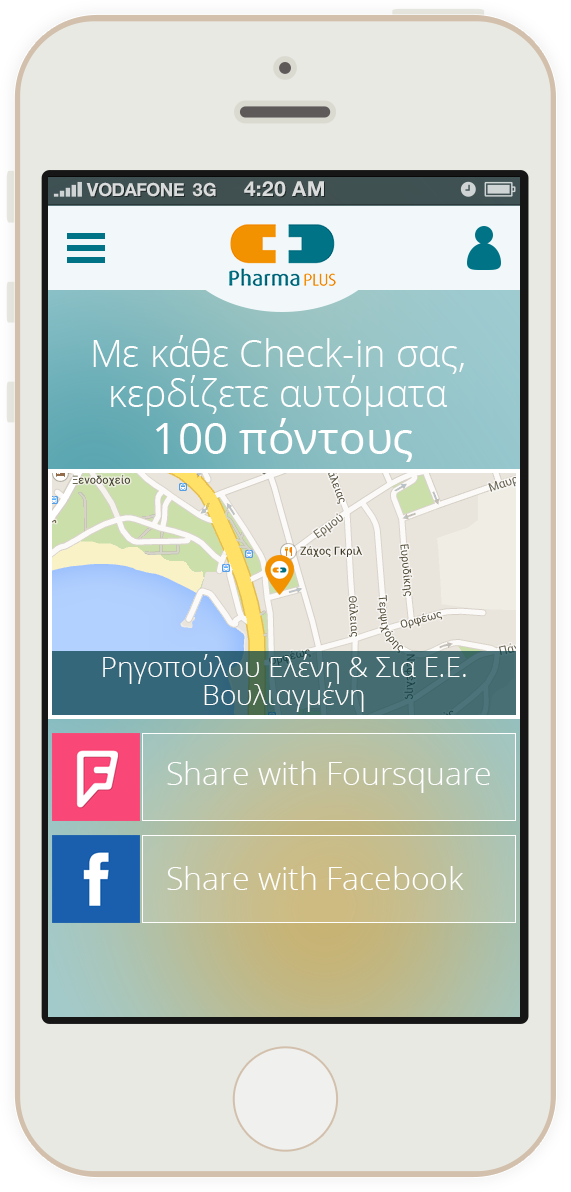 VODAFONE 3G 4:20 AM
Pharma PLUS
Με κάθε Check-in σας,
κερδίζετε αυτόματα
100 πόντους
Ξενοδοχείο
Μαυρ
άλειας
Ερμού
Ζάχος Γκριλ
Ευρυδίκης
Θάλειας
Τερψιχόρης
Ορφέως
Ρηγοπούλου Ελένη & Σια Ε.Ε.
Βουλιαγμένη
Share with Foursquare
f
Share with Facebook